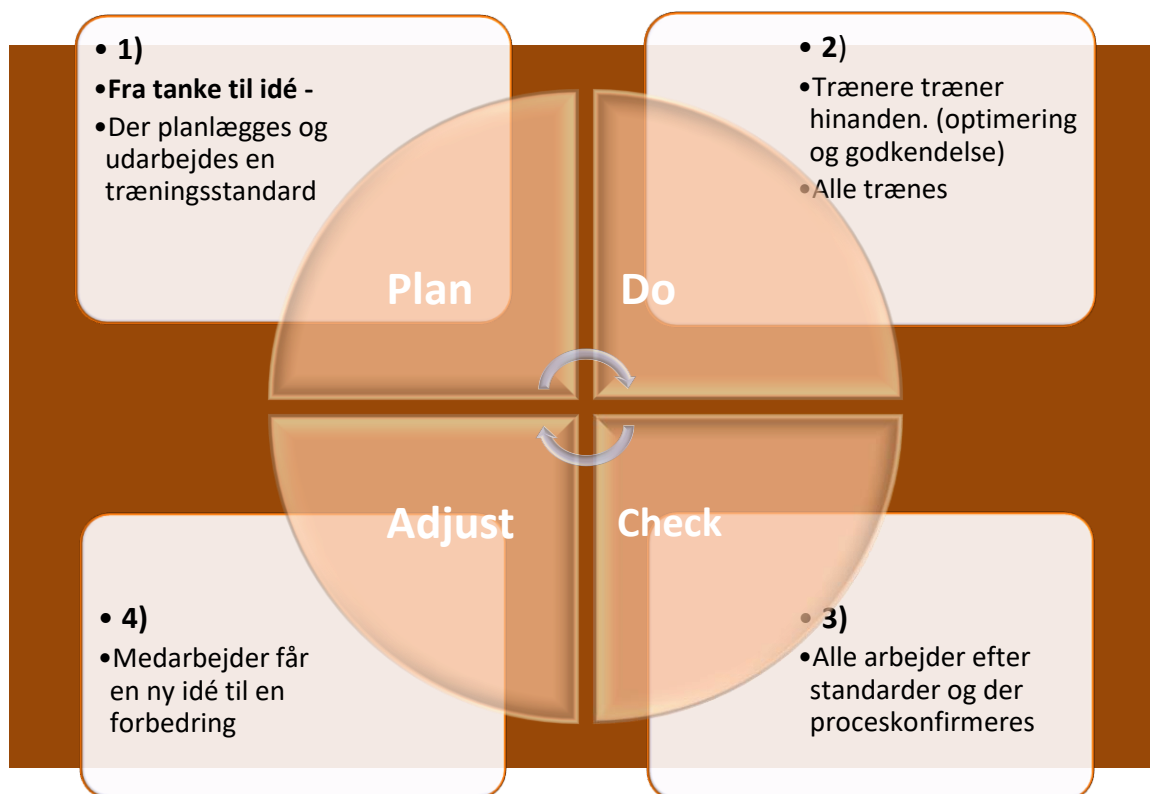 • 1)
•Fra tanke til idé -
•Der planlægges og
udarbejdes en
træningsstandard
• 2)
•Trænere træner
hinanden. (optimering
og godkendelse)
•Alle trænes
Plan
Do
Adjust
Check
• 4)
•Medarbejder får
en ny idé til en
forbedring
• 3)
•Alle arbejder efter
standarder og der
proceskonfirmeres